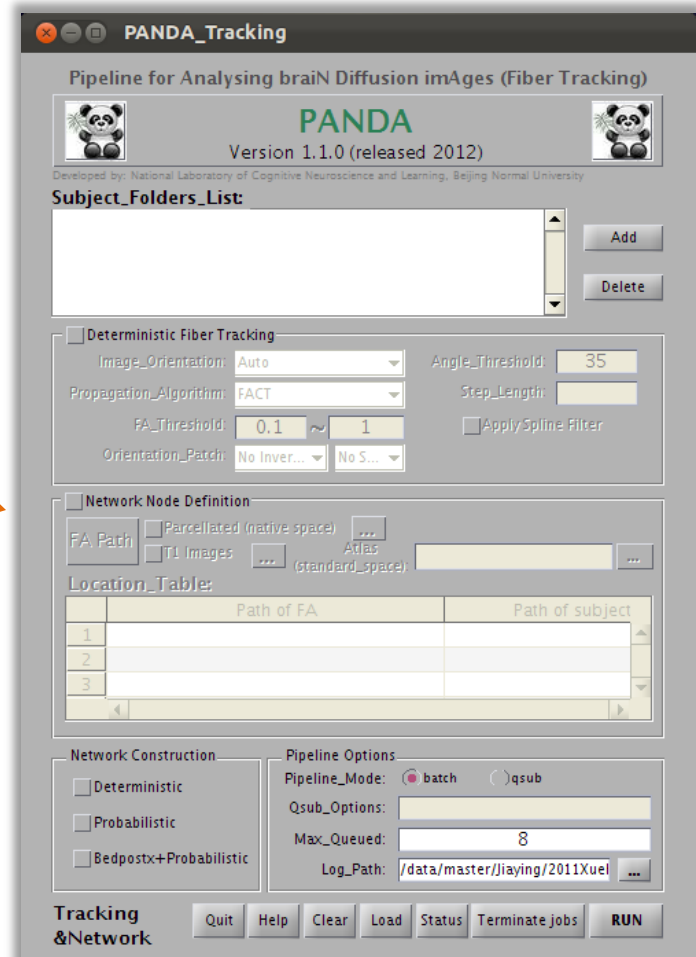 PANDA_Tracking
Pipeline for Analysing braiN Diffusion imAges (Fiber Tracking)
PANDA
Version 1.1.0 (released 2012)
Developed by: National Laboratory of Cognitive Neuroscience and Learning, Beijing Normal University
Subject_Folders_List:
Add
Delete
Deterministic Fiber Tracking
Image_Orientation: Auto Angle_Threshold: 35
Propagation_Algorithm: FACT Step_Length:
FA_Threshold: 0.1 ~ 1 Apply Spline Filter
Orientation_Patch: No Inver... No S...
Network Node Definition
FA Path Parcellated (native space) ...
T1 Images ... Atlas (standard_space): ...
Location_Table:
Path of FA Path of subject
1
2
3
Network Construction
Deterministic
Probabilistic
Bedpostx+Probabilistic
Pipeline Options
Pipeline_Mode: batch qsub
Qsub_Options:
Max_Queued: 8
Log_Path: /data/master/Jiaying/2011Xuel ...
Tracking
&Network
Quit Help Clear Load Status Terminate jobs RUN